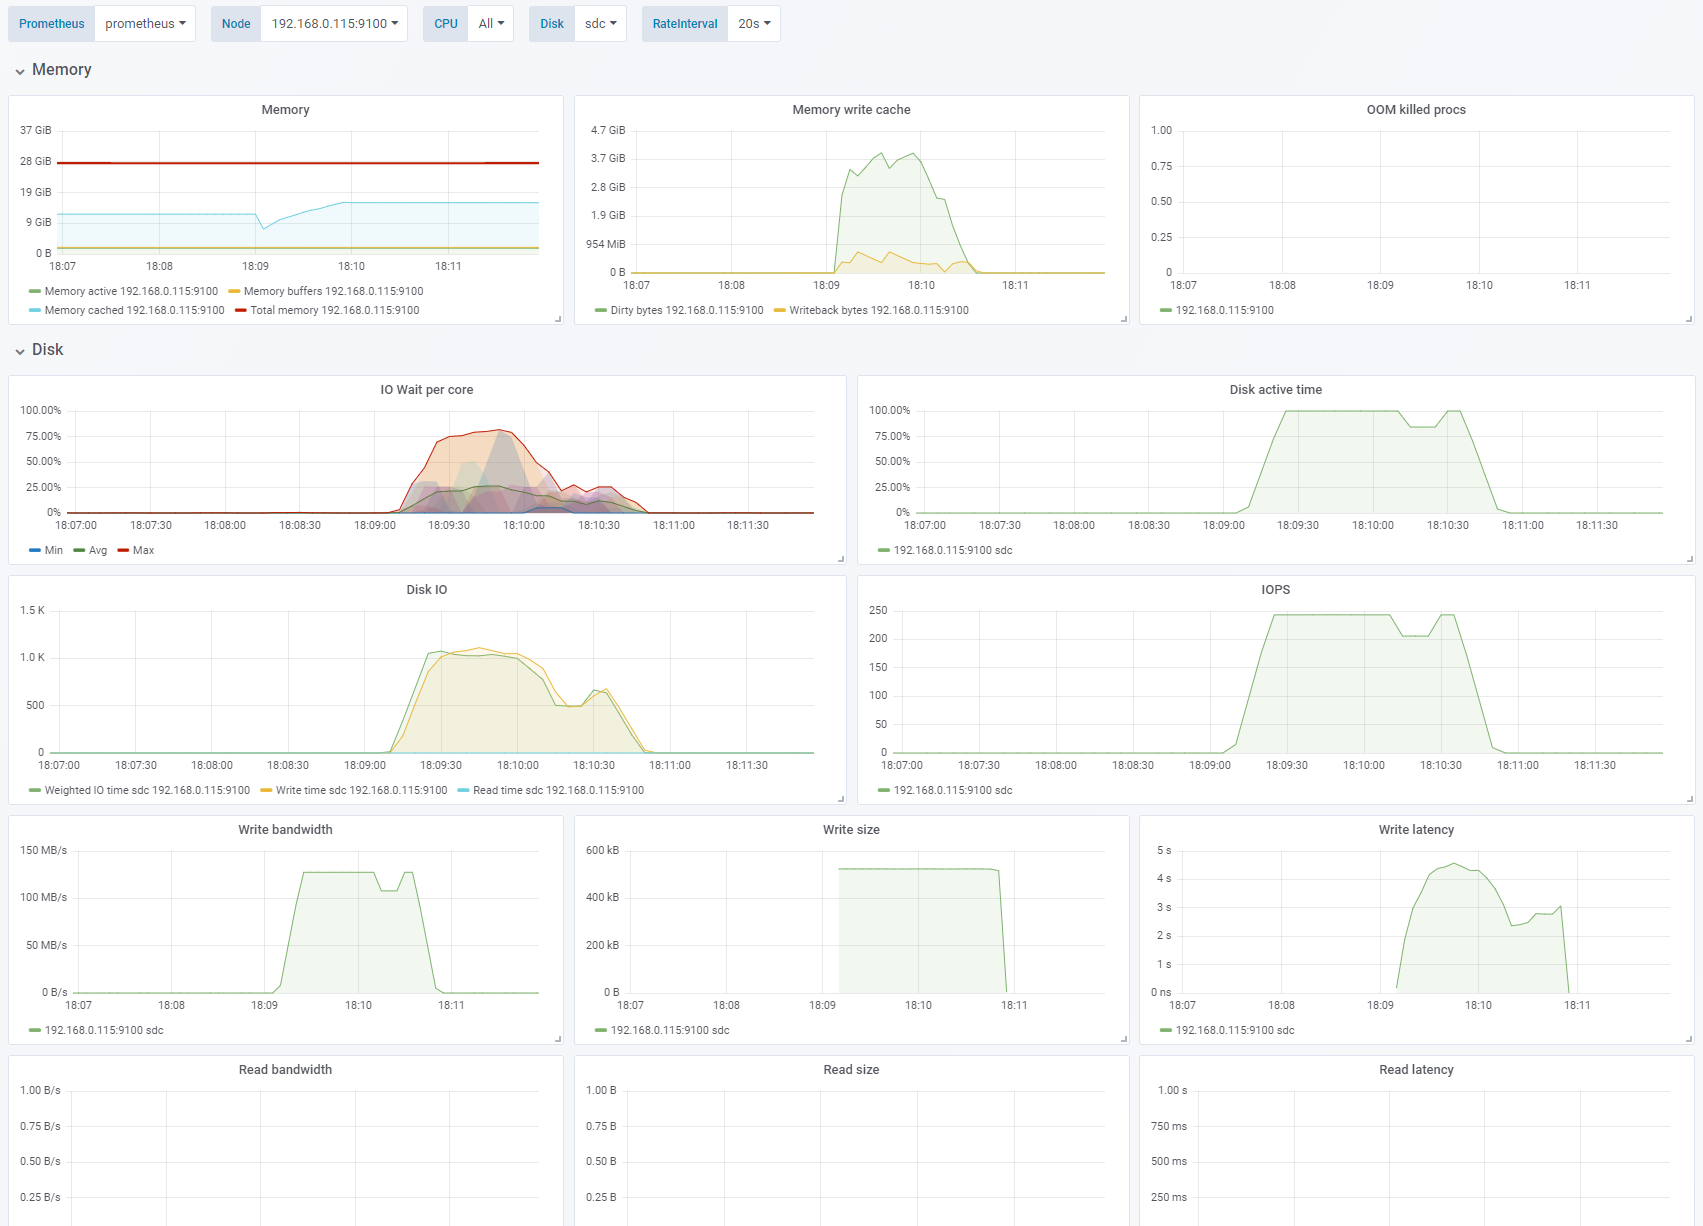 Prometheus prometheus Node 192.168.0.115:9100 CPU All Disk sdc RateInterval 20s
Memory
Memory
37 GiB
28 GiB
19 GiB
9 GiB
0 B
18:07 18:08 18:09 18:10 18:11
Memory active 192.168.0.115:9100 Memory buffers 192.168.0.115:9100
Memory cached 192.168.0.115:9100 Total memory 192.168.0.115:9100
Memory write cache
4.7 GiB
3.7 GiB
2.8 GiB
1.9 GiB
954 MiB
0 B
18:07 18:08 18:09 18:10 18:11
Dirty bytes 192.168.0.115:9100 Writeback bytes 192.168.0.115:9100
OOM killed procs
1.00
0.75
0.50
0.25
0
18:07 18:08 18:09 18:10 18:11
192.168.0.115:9100
Disk
IO Wait per core
100.00%
75.00%
50.00%
25.00%
0%
18:07:00 18:07:30 18:08:00 18:08:30 18:09:00 18:09:30 18:10:00 18:10:30 18:11:00 18:11:30
Min Avg Max
Disk active time
100.00%
75.00%
50.00%
25.00%
0%
18:07:00 18:07:30 18:08:00 18:08:30 18:09:00 18:09:30 18:10:00 18:10:30 18:11:00 18:11:30
192.168.0.115:9100 sdc
Disk IO
1.5 K
1.0 K
500
0
18:07:00 18:07:30 18:08:00 18:08:30 18:09:00 18:09:30 18:10:00 18:10:30 18:11:00 18:11:30
Weighted IO time sdc 192.168.0.115:9100 Write time sdc 192.168.0.115:9100 Read time sdc 192.168.0.115:9100
IOPS
250
200
150
100
50
0
18:07:00 18:07:30 18:08:00 18:08:30 18:09:00 18:09:30 18:10:00 18:10:30 18:11:00 18:11:30
192.168.0.115:9100 sdc
Write bandwidth
150 MB/s
100 MB/s
50 MB/s
0 B/s
18:07 18:08 18:09 18:10 18:11
192.168.0.115:9100 sdc
Write size
600 kB
400 kB
200 kB
0 B
18:07 18:08 18:09 18:10 18:11
192.168.0.115:9100 sdc
Write latency
5 s
4 s
3 s
2 s
1 s
0 ns
18:07 18:08 18:09 18:10 18:11
192.168.0.115:9100 sdc
Read bandwidth
1.00 B/s
0.75 B/s
0.50 B/s
0.25 B/s
Read size
1.00 B
0.75 B
0.50 B
0.25 B
Read latency
1.00 s
750 ms
500 ms
250 ms